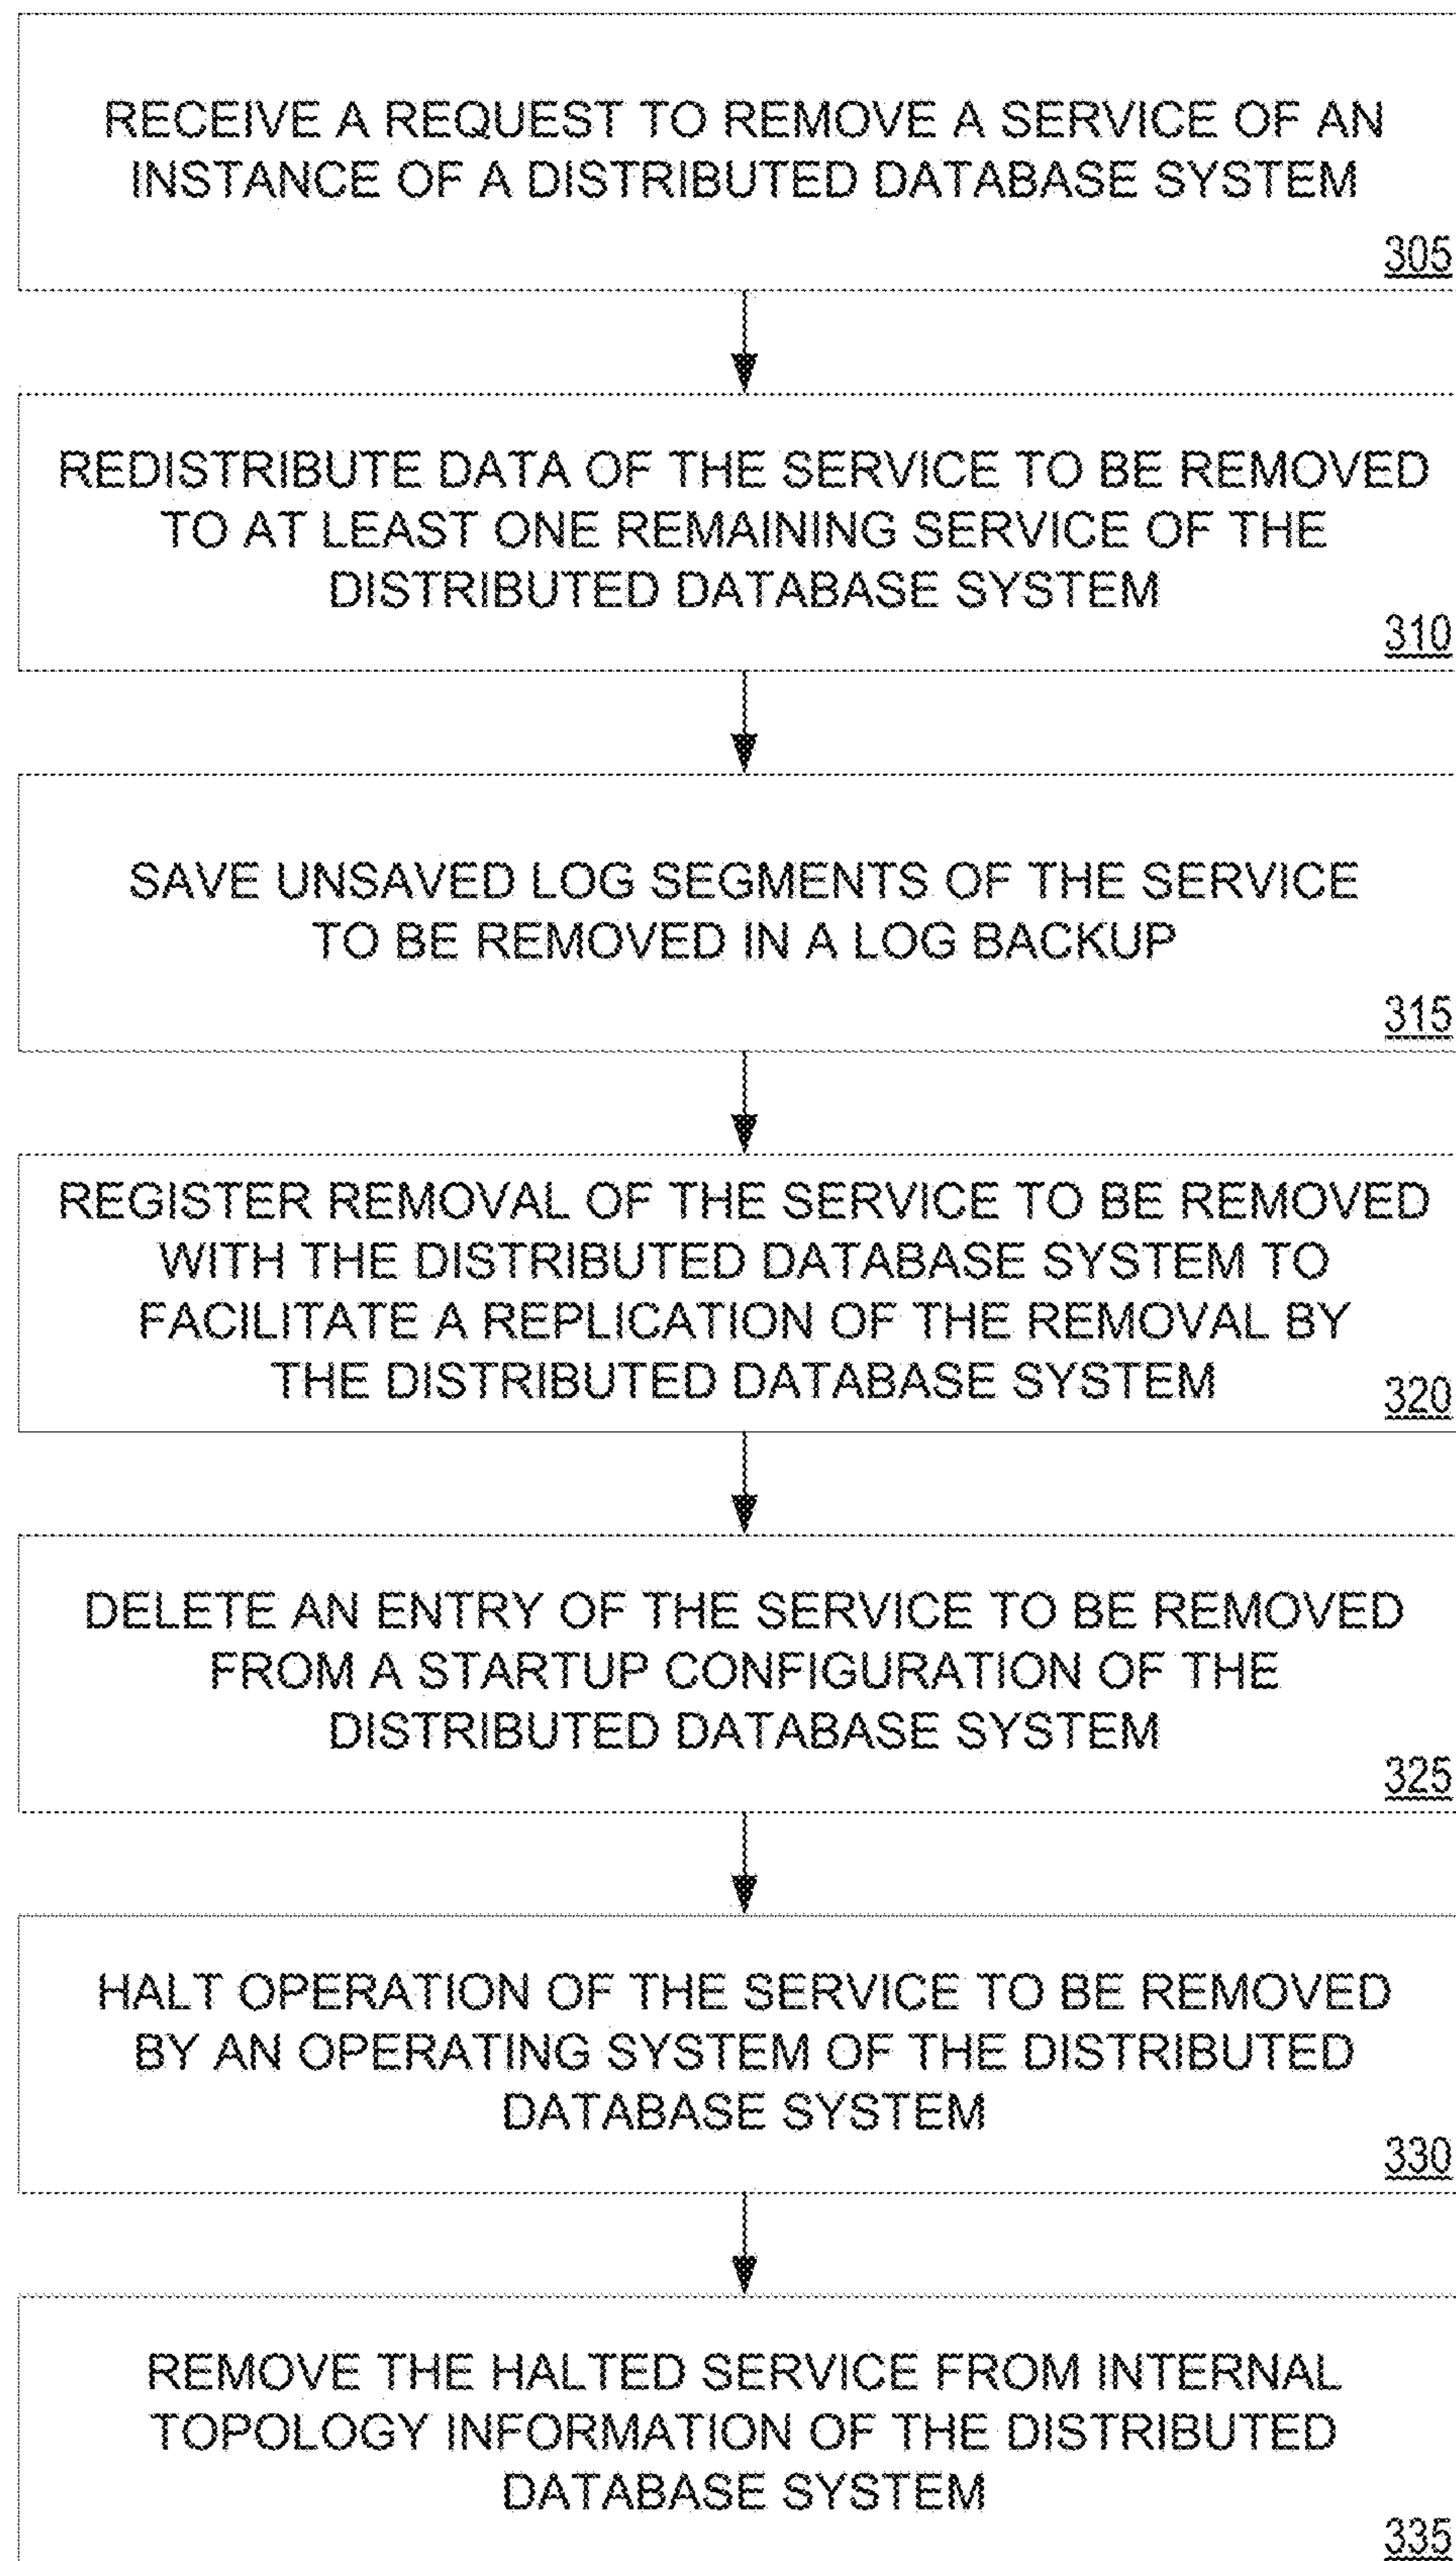 RECEIVE A REQUEST TO REMOVE A SERVICE OF AN
INSTANCE OF A DISTRIBUTED DATABASE SYSTEM
305
REDISTRIBUTE DATA OF THE SERVICE TO BE REMOVED
TO AT LEAST ONE REMAINING SERVICE OF THE
DISTRIBUTED DATABASE SYSTEM
310
SAVE UNSAVED LOG SEGMENTS OF THE SERVICE
TO BE REMOVED IN A LOG BACKUP
315
REGISTER REMOVAL OF THE SERVICE TO BE REMOVED
WITH THE DISTRIBUTED DATABASE SYSTEM TO
FACILITATE A REPLICATION OF THE REMOVAL BY
THE DISTRIBUTED DATABASE SYSTEM
320
DELETE AN ENTRY OF THE SERVICE TO BE REMOVED
FROM A STARTUP CONFIGURATION OF THE
DISTRIBUTED DATABASE SYSTEM
325
HALT OPERATION OF THE SERVICE TO BE REMOVED
BY AN OPERATING SYSTEM OF THE DISTRIBUTED
DATABASE SYSTEM
330
REMOVE THE HALTED SERVICE FROM INTERNAL
TOPOLOGY INFORMATION OF THE DISTRIBUTED
DATABASE SYSTEM
335